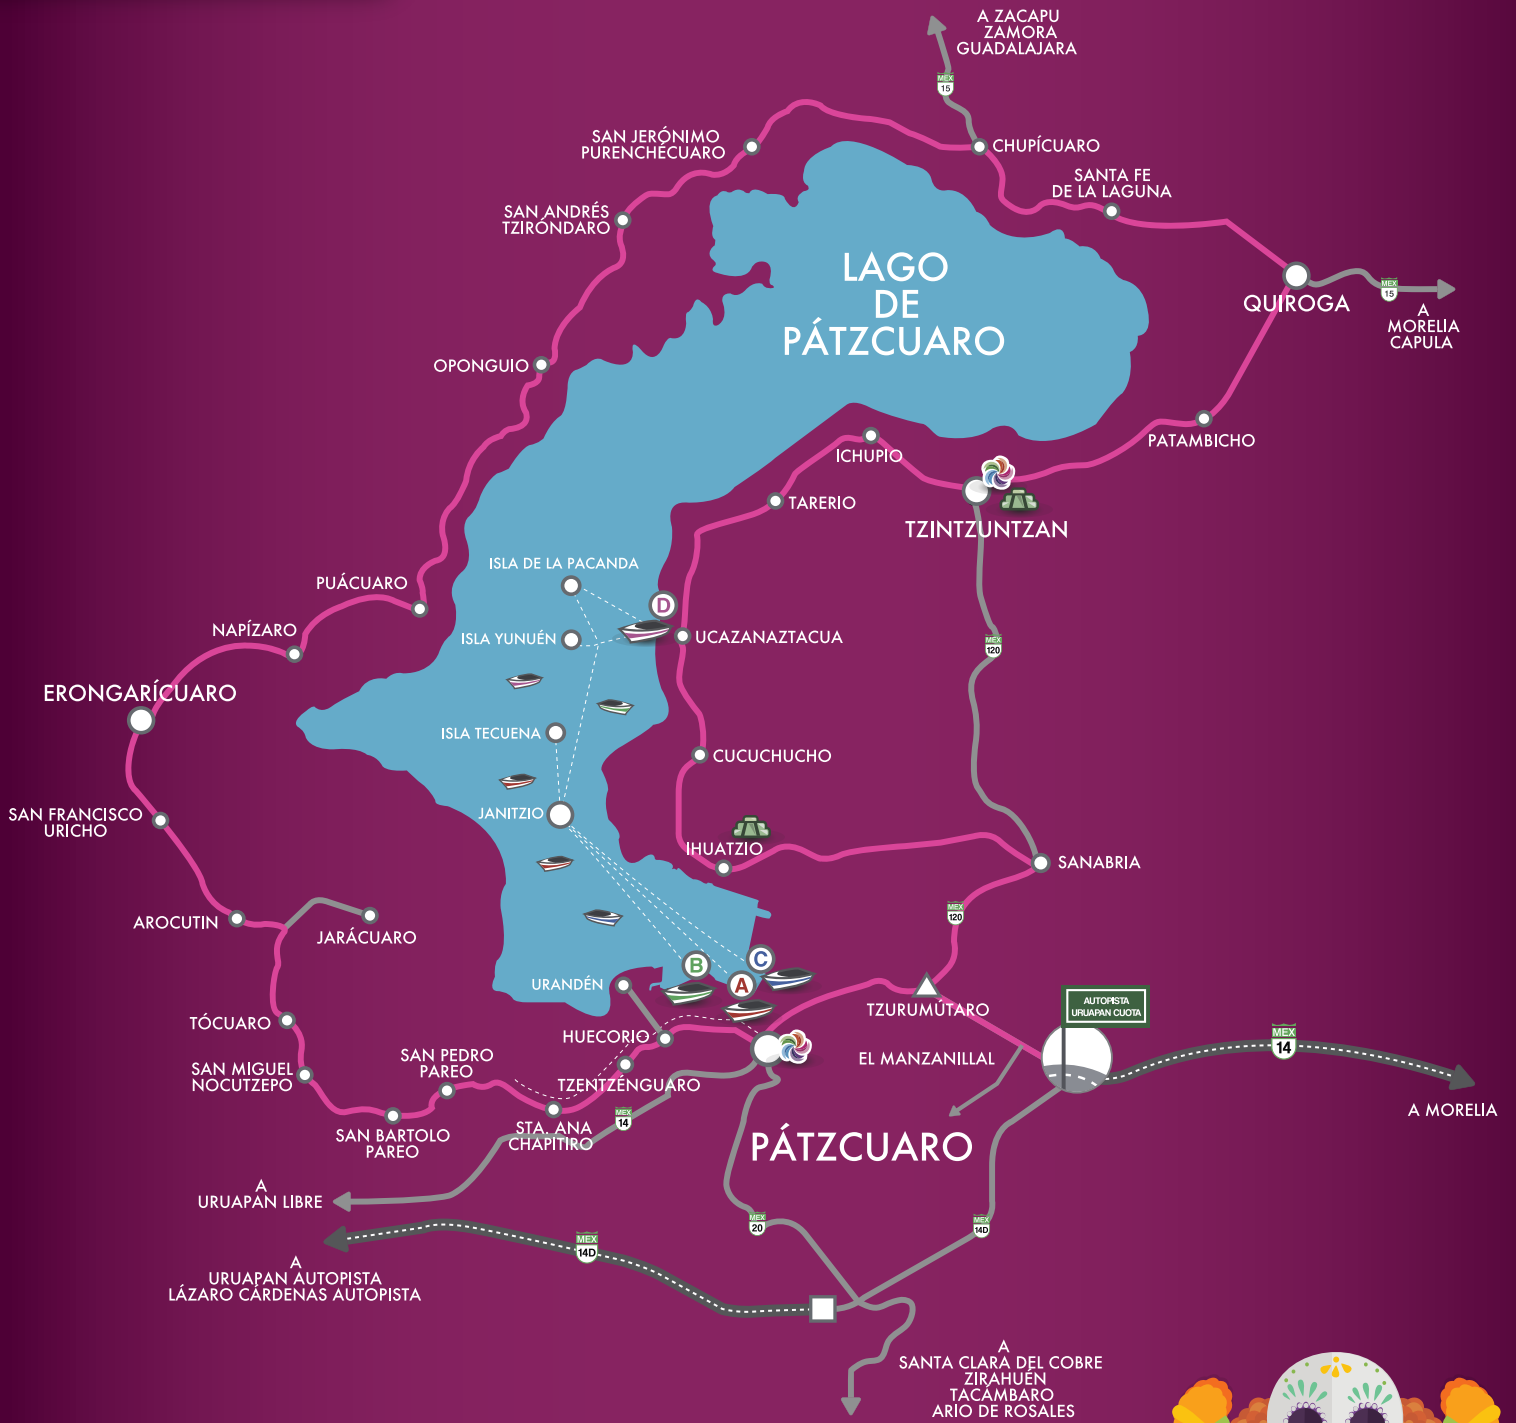 A ZACAPU
ZAMORA
GUADALAJARA
MEX
15
SAN JERÓNIMO
PURENCHÉCUARO
CHUPÍCUARO
SANTA FE
DE LA LAGUNA
SAN ANDRÉS
TZIRÓNDARO
LAGO
DE
PÁTZCUARO
QUIROGA
MEX
15
A
MORELIA
CAPULA
OPONGUIO
PATAMBICHO
ICHUPIO
TARERIO
TZINTZUNTZAN
ISLA DE LA PACANDA
PUÁCUARO
D
NAPÍZARO
ISLA YUNUÉN
UCAZANAZTACUA
MEX
120
ERONGARÍCUARO
ISLA TECUENA
CUCUCHUCHO
SAN FRANCISCO
URICHO
JANITZIO
IHUATZIO
SANABRIA
AROCUTIN
JARÁCUARO
MEX
120
B
C
A
URANDÉN
TZURUMÚTARO
AUTOPISTA
URUAPAN CUOTA
TÓCUARO
HUECORIO
MEX
14
SAN PEDRO
PAREO
EL MANZANILLAL
SAN MIGUEL
NOCUTZEPO
TZENTZÉNGUARO
A MORELIA
MEX
14
STA. ANA
CHAPITIRO
SAN BARTOLO
PAREO
PÁTZCUARO
A
URUAPAN LIBRE
MEX
20
MEX
14D
MEX
14D
A
URUAPAN AUTOPISTA
LÁZARO CÁRDENAS AUTOPISTA
A
SANTA CLARA DEL COBRE
ZIRAHUÉN
TACÁMBARO
ARIO DE ROSALES